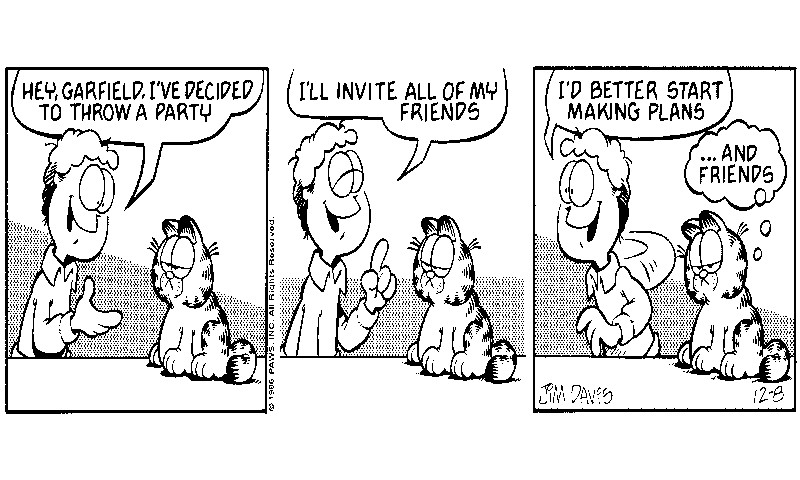 HEY, GARFIELD, I'VE DECIDED
TO THROW A PARTY
© 1986 PAWS, INC. All Rights Reserved.
I'LL INVITE ALL OF MY
FRIENDS
I'D BETTER START
MAKING PLANS
...AND
FRIENDS
JIM DAVIS
12-8